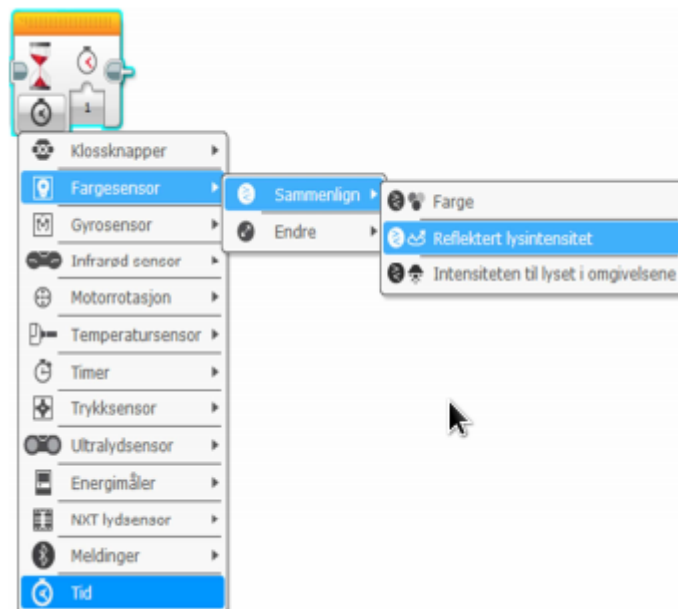 1
Klossknapper
Fargesensor
Gyrosensor
Infrarød sensor
Motorrotasjon
Temperatursensor
Timer
Trykksensor
Ultralydsensor
Energimåler
NXT lydsensor
Meldinger
Tid
Sammenlign
Endre
Farge
Reflektert lysintensitet
Intensiteten til lyset i omgivelsene